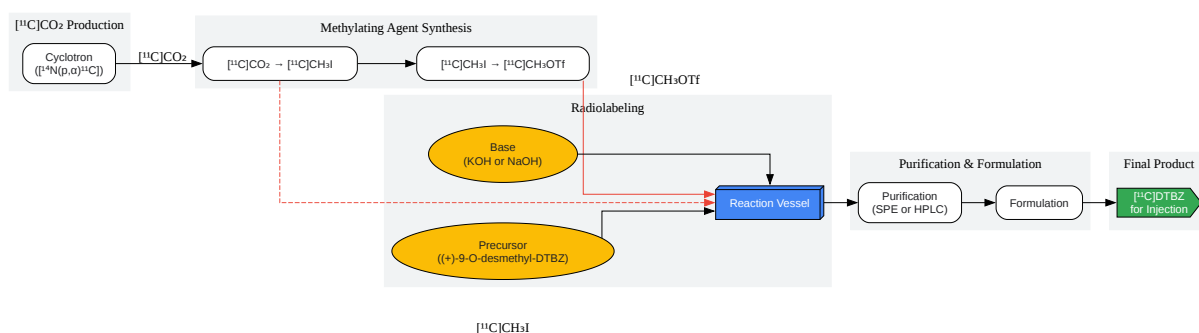 [¹¹C]CO₂ Production
Methylating Agent Synthesis
Cyclotron
([¹⁴N(p,α)¹¹C])
[¹¹C]CO₂
[¹¹C]CO₂ → [¹¹C]CH₃I
[¹¹C]CH₃I → [¹¹C]CH₃OTf
[¹¹C]CH₃OTf
Radiolabeling
Base
(KOH or NaOH)
Reaction Vessel
Precursor
((+)-9-O-desmethyl-DTBZ)
Purification & Formulation
Purification
(SPE or HPLC)
Formulation
Final Product
[¹¹C]DTBZ
for Injection
[¹¹C]CH₃I